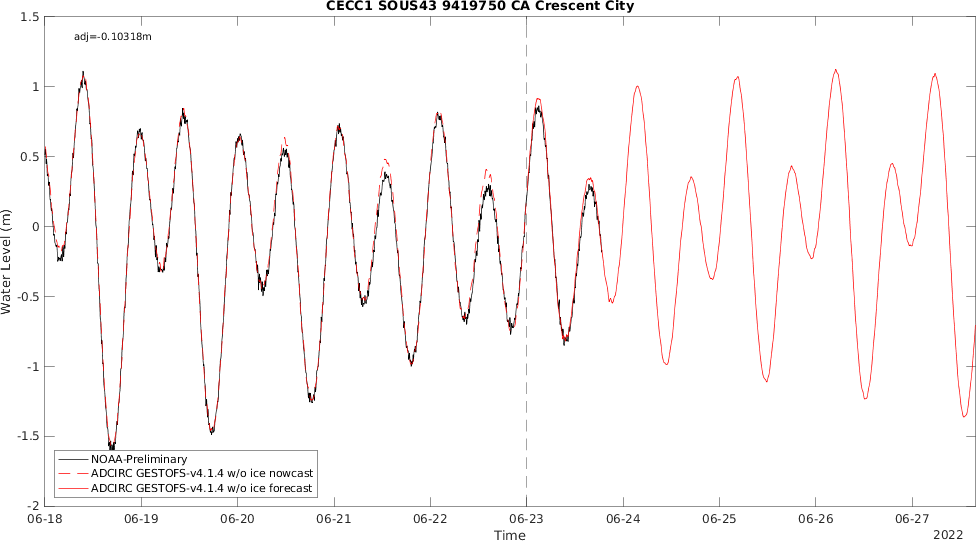 CECC1 SOUS43 9419750 CA Crescent City
adj=-0.10318m
1.5
1
0.5
0
-0.5
-1
-1.5
-2
Water Level (m)
NOAA-Preliminary
ADCIRC GESTOFS-v4.1.4 w/o ice nowcast
ADCIRC GESTOFS-v4.1.4 w/o ice forecast
06-18 06-19 06-20 06-21 06-22 06-23 06-24 06-25 06-26 06-27
Time
2022